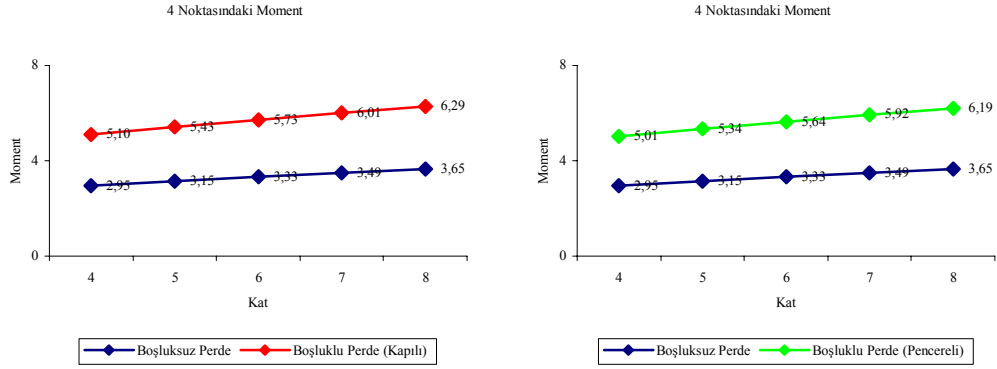 4 Noktasındaki Moment
8
4
0
Moment
5,10 5,43 5,73 6,01 6,29
2,95 3,15 3,33 3,49 3,65
4 5 6 7 8
Kat
Boşluksuz Perde Boşluklu Perde (Kapılı)
4 Noktasındaki Moment
8
4
0
Moment
5,01 5,34 5,64 5,92 6,19
2,95 3,15 3,33 3,49 3,65
4 5 6 7 8
Kat
Boşluksuz Perde Boşluklu Perde (Pencereli)